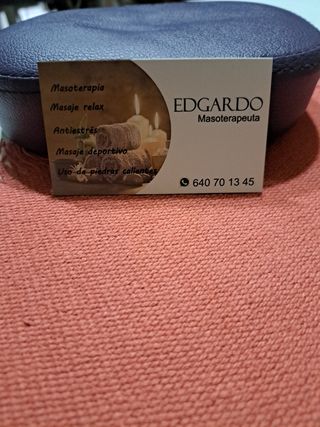 Masoterapia
Masaje relax
Antiestrés
Masaje deportivo
Uso de piedras calientes
EDGARDO
Masoterapeuta
640 70 13 45